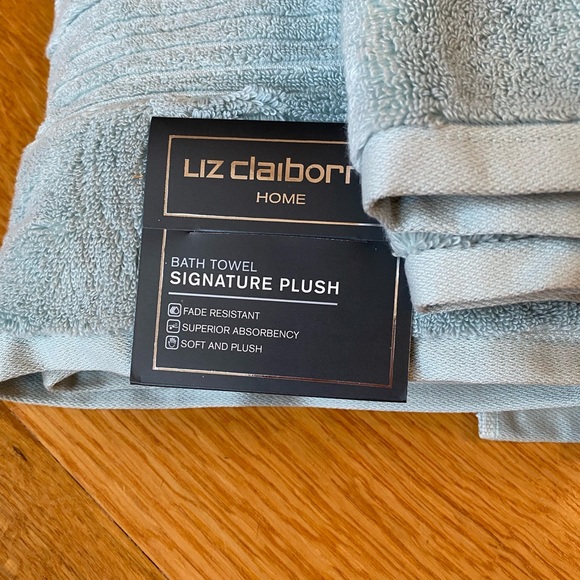 LIZ claiborn
HOME
BATH TOWEL
SIGNATURE PLUSH
FADE RESISTANT
SUPERIOR ABSORBENCY
SOFT AND PLUSH